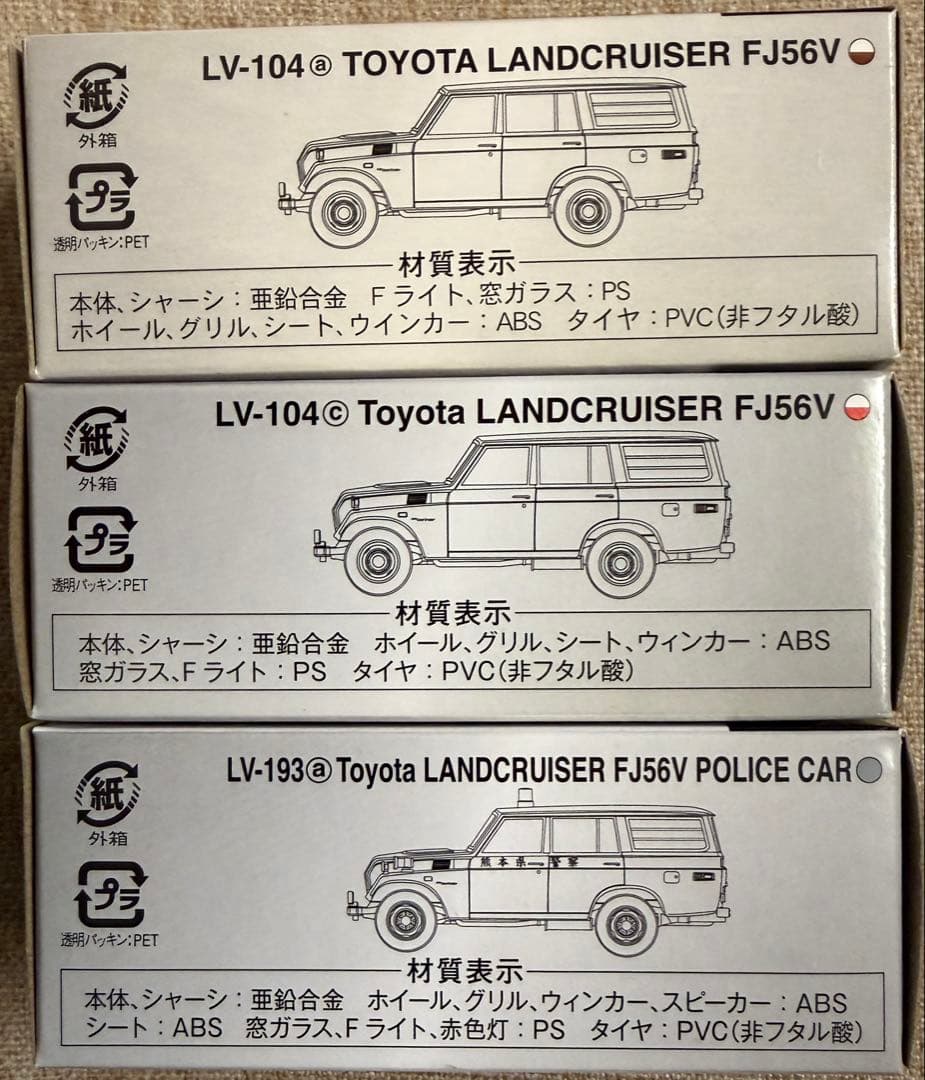 LV-104ⓐ TOYOTA LANDCRUISER FJ56V
紙
外箱
プラ
透明パッキン:PET
材質表示
本体、シャーシ:亜鉛合金 Fライト、窓ガラス:PS
ホイール、グリル、シート、ウインカー:ABS タイヤ:PVC(非フタル酸)
LV-104ⓒ Toyota LANDCRUISER FJ56V
紙
外箱
プラ
透明パッキン:PET
材質表示
本体、シャーシ:亜鉛合金 ホイール、グリル、シート、ウィンカー:ABS
窓ガラス、Fライト:PS タイヤ:PVC(非フタル酸)
LV-193ⓐ Toyota LANDCRUISER FJ56V POLICE CAR
紙
外箱
プラ
透明パッキン:PET
熊本県警察
材質表示
本体、シャーシ:亜鉛合金 ホイール、グリル、ウィンカー、スピーカー:ABS
シート:ABS 窓ガラス、Fライト、赤色灯:PS タイヤ:PVC(非フタル酸)